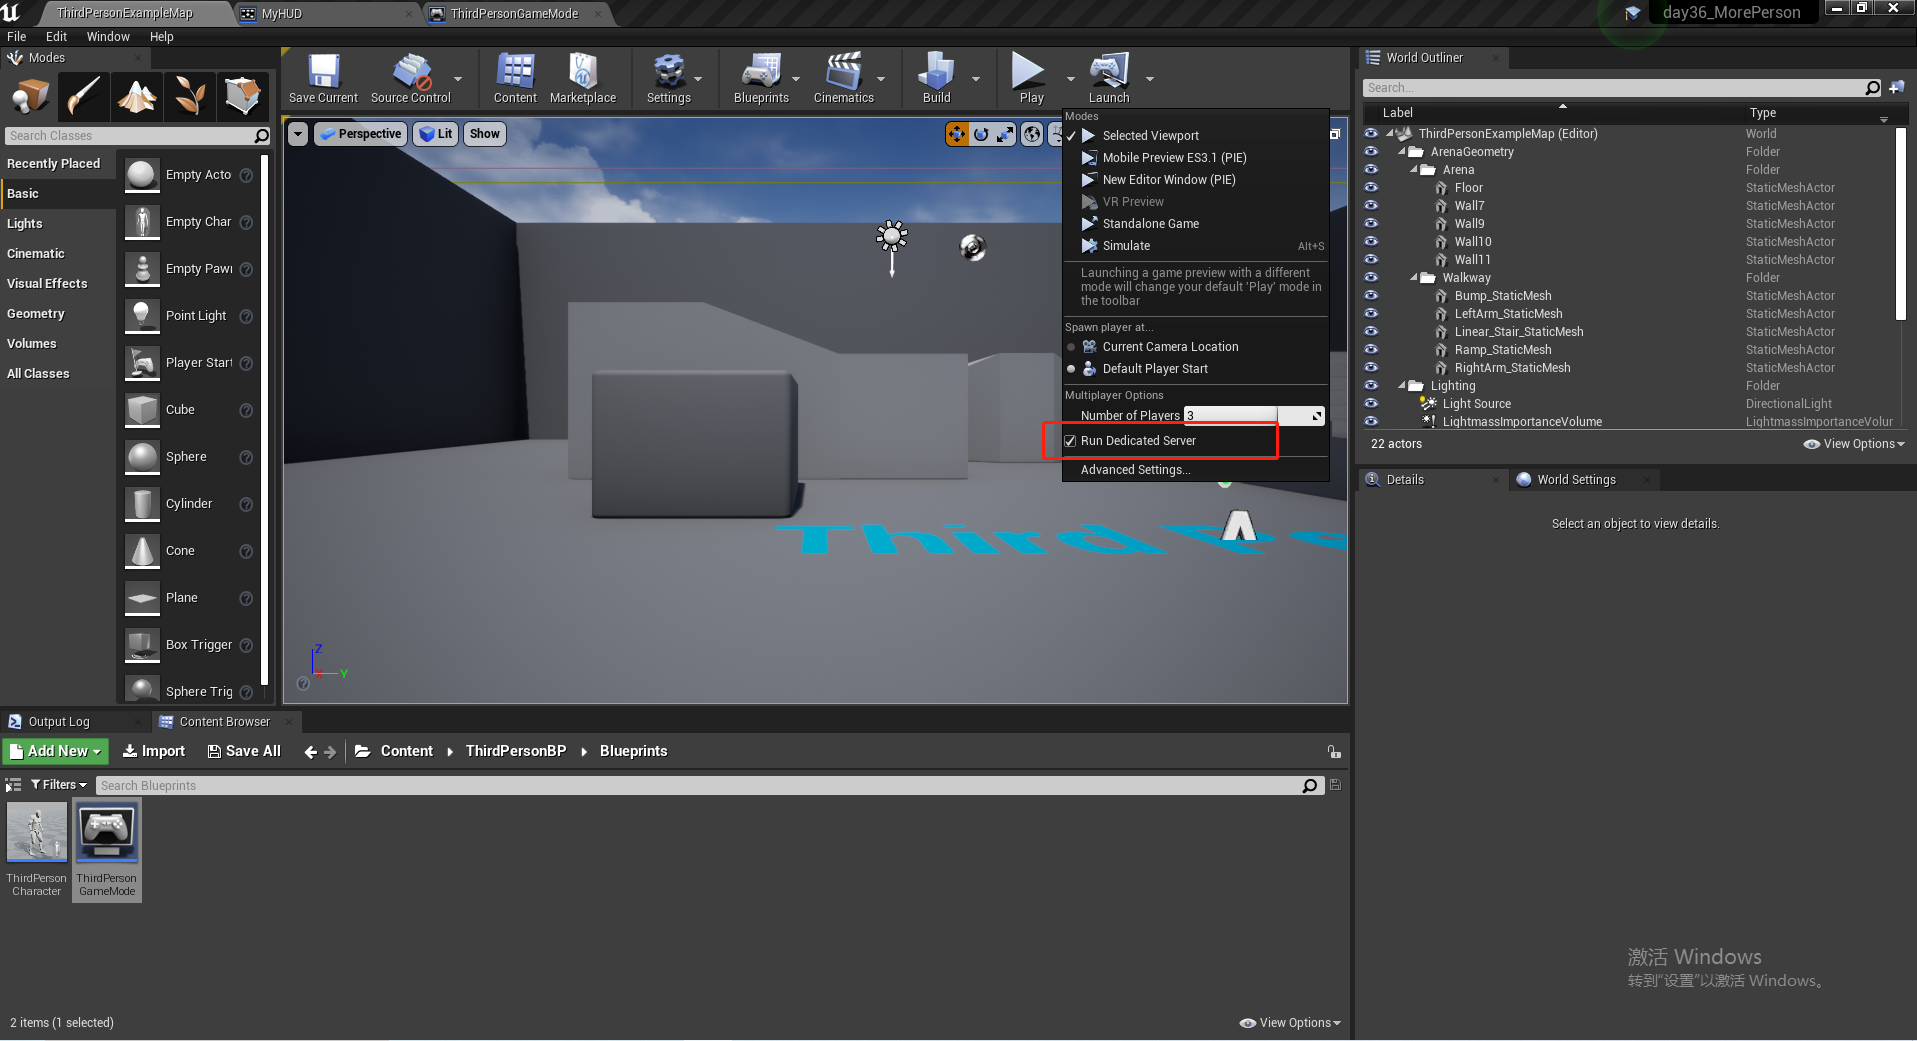 ThirdPersonExampleMap
MyHUD
ThirdPersonGameMode
day36_MorePerson
File Edit Window Help
Modes
Search Classes
Recently Placed
Basic
Lights
Cinematic
Visual Effects
Geometry
Volumes
All Classes
Empty Acto
Empty Char
Empty Paw
Point Light
Player Start
Cube
Sphere
Cylinder
Cone
Plane
Box Trigger
Sphere Trig
Save Current
Source Control
Content
Marketplace
Settings
Blueprints
Cinematics
Build
Play
Launch
Perspective
Lit
Show
Third
Z
X
Y
Modes
Selected Viewport
Mobile Preview ES3.1 (PIE)
New Editor Window (PIE)
VR Preview
Standalone Game
Simulate Alt+S
Launching a game preview with a different
mode will change your default 'Play' mode in
the toolbar
Spawn player at...
Current Camera Location
Default Player Start
Multiplayer Options
Number of Players 3
Run Dedicated Server
Advanced Settings...
World Outliner
Search...
Label Type
ThirdPersonExampleMap (Editor) World
ArenaGeometry Folder
Arena Folder
Floor StaticMeshActor
Wall7 StaticMeshActor
Wall9 StaticMeshActor
Wall10 StaticMeshActor
Wall11 StaticMeshActor
Walkway Folder
Bump_StaticMesh StaticMeshActor
LeftArm_StaticMesh StaticMeshActor
Linear_Stair_StaticMesh StaticMeshActor
Ramp_StaticMesh StaticMeshActor
RightArm_StaticMesh StaticMeshActor
Lighting Folder
Light Source DirectionalLight
LightmassImportanceVolume LightmassImportanceVolur
22 actors
View Options
Details
World Settings
Select an object to view details.
Output Log
Content Browser
Add New
Import
Save All
Content
ThirdPersonBP
Blueprints
Filters
Search Blueprints
ThirdPerson
Character
ThirdPerson
GameMode
2 items (1 selected)
View Options
激活 Windows
转到“设置”以激活 Windows。